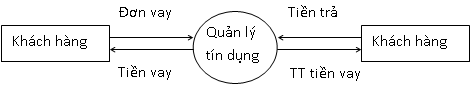 Đơn vay
Tiền trả
Khách hàng
Quản lý
tín dụng
Khách hàng
Tiền vay
TT tiền vay